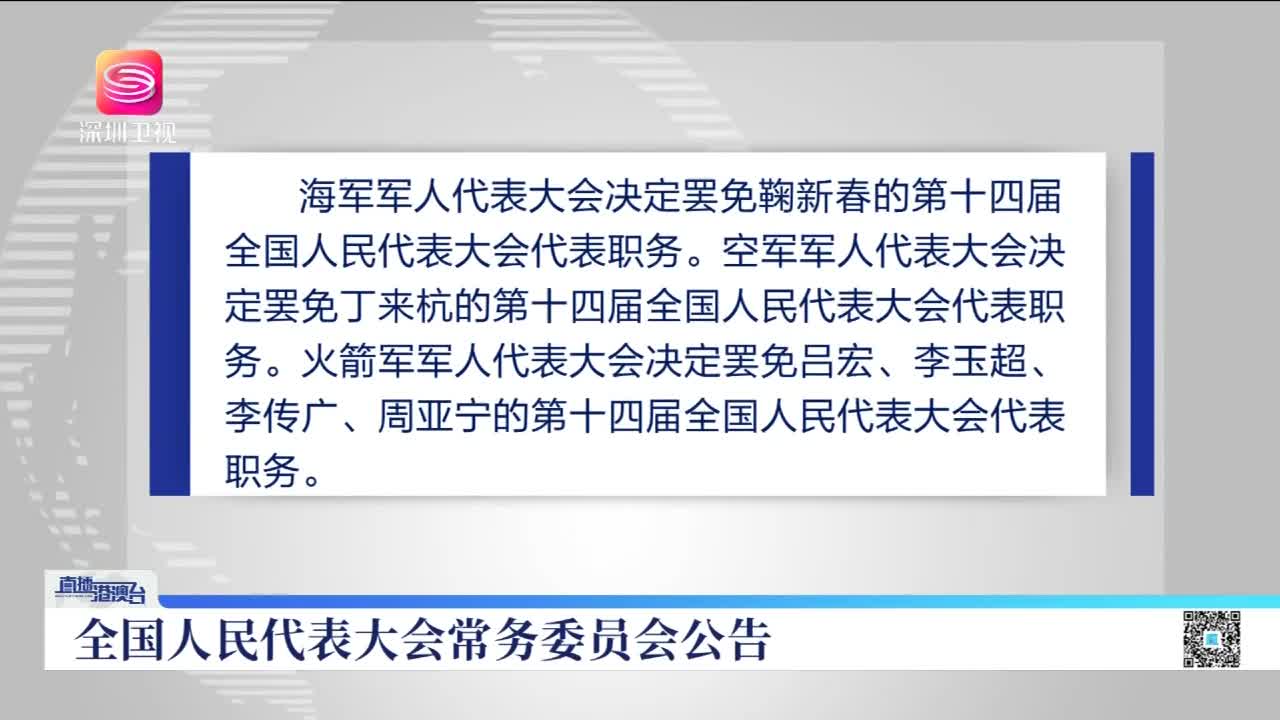 深圳卫视
海军军人代表大会决定罢免鞠新春的第十四届
全国人民代表大会代表职务。空军军人代表大会决
定罢免丁来杭的第十四届全国人民代表大会代表职
务。火箭军军人代表大会决定罢免吕宏、李玉超、
李传广、周亚宁的第十四届全国人民代表大会代表
职务。
直播港澳台
全国人民代表大会常务委员会公告